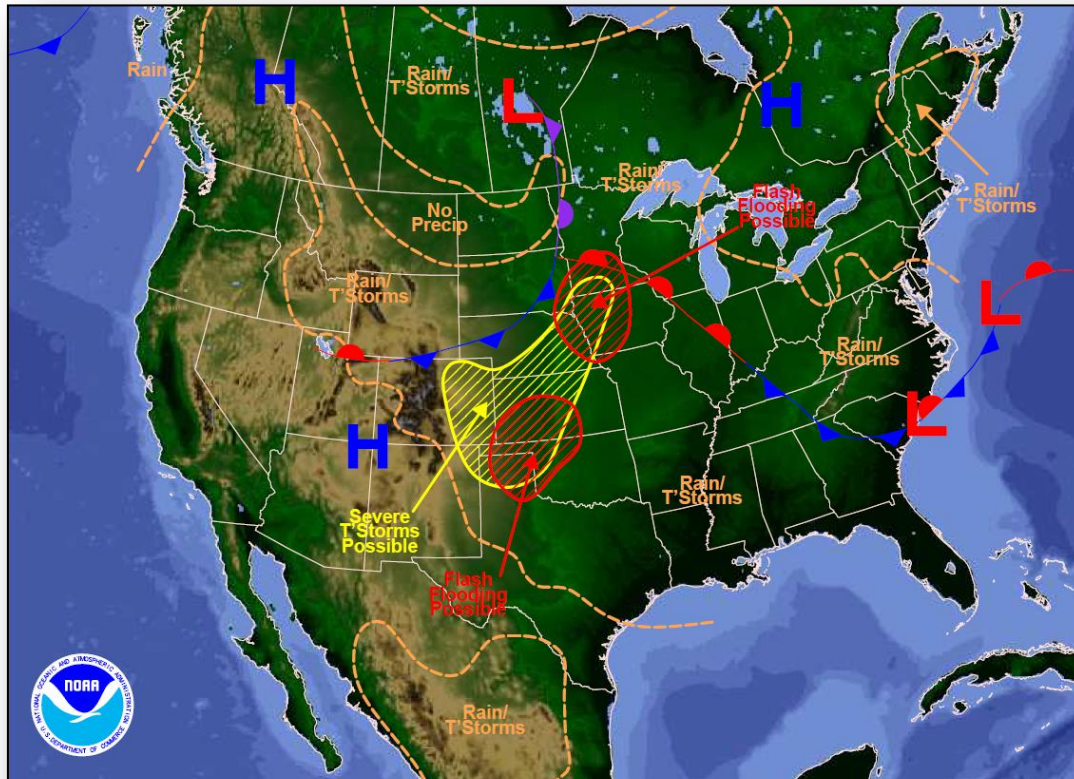 Rain
H
Rain/
T'Storms
L
H
Rain/
T'Storms
Flash
Flooding
Possible
Rain/
T'Storms
No
Precip
Rain/
T'Storms
L
Rain/
T'Storms
L
H
Rain/
T'Storms
Severe
T'Storms
Possible
Flash
Flooding
Possible
Rain/
T'Storms
NATIONAL OCEANIC AND ATMOSPHERIC ADMINISTRATION
NOAA
U.S. DEPARTMENT OF COMMERCE